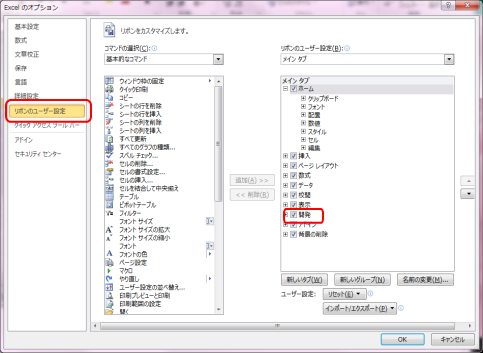 Excel のオプション
基本設定
数式
文章校正
保存
言語
詳細設定
リボンのユーザー設定
クイック アクセス ツール バー
アドイン
セキュリティ センター
リボンをカスタマイズします。
コマンドの選択(C):
基本的なコマンド
ウィンドウ枠の固定
クイック印刷
コピー
シートの行を削除
シートの行を挿入
シートの列を削除
シートの列を挿入
すべて更新
すべてのグラフの種類...
スペル チェック...
セルの削除...
セルの書式設定...
セルの挿入...
セルを結合して中央揃え
テーブル
ピボットテーブル
フィルター
フォント サイズ
フォント サイズの拡大
フォント サイズの縮小
フォント
フォントの色
ページ設定
マクロ
やり直し
ユーザー設定の並べ替え...
印刷プレビューと印刷
印刷範囲の設定
開く
追加(A) >>
<< 削除(R)
リボンのユーザー設定(B):
メイン タブ
メイン タブ
ホーム
クリップボード
フォント
配置
数値
スタイル
セル
編集
挿入
ページ レイアウト
数式
データ
校閲
表示
開発
アドイン
背景の削除
新しいタブ(W)
新しいグループ(N)
名前の変更(M)...
ユーザー設定:
リセット(E)
インポート/エクスポート(P)
OK
キャンセル